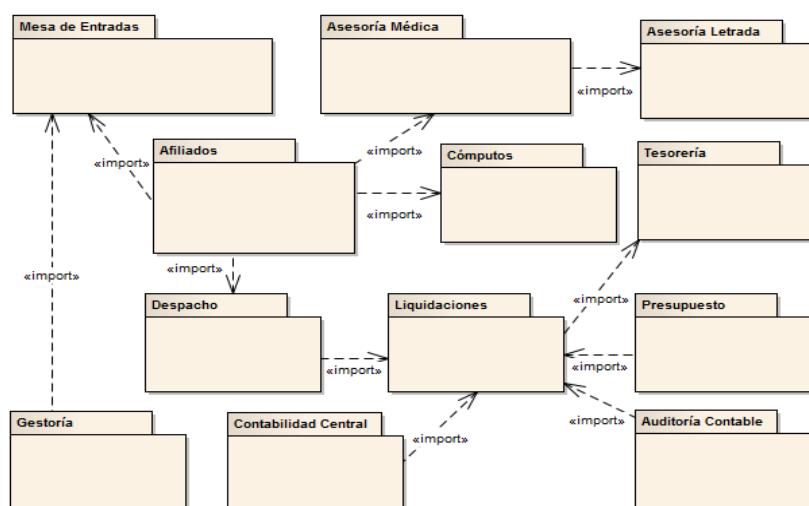 Mesa de Entradas
Asesoría Médica
Asesoría Letrada
«import»
Afiliados
«import»
«import»
Cómputos
Tesorería
«import»
«import»
«import»
«import»
Despacho
Liquidaciones
Presupuesto
«import»
«import»
Gestoría
Contabilidad Central
«import»
«import»
Auditoría Contable